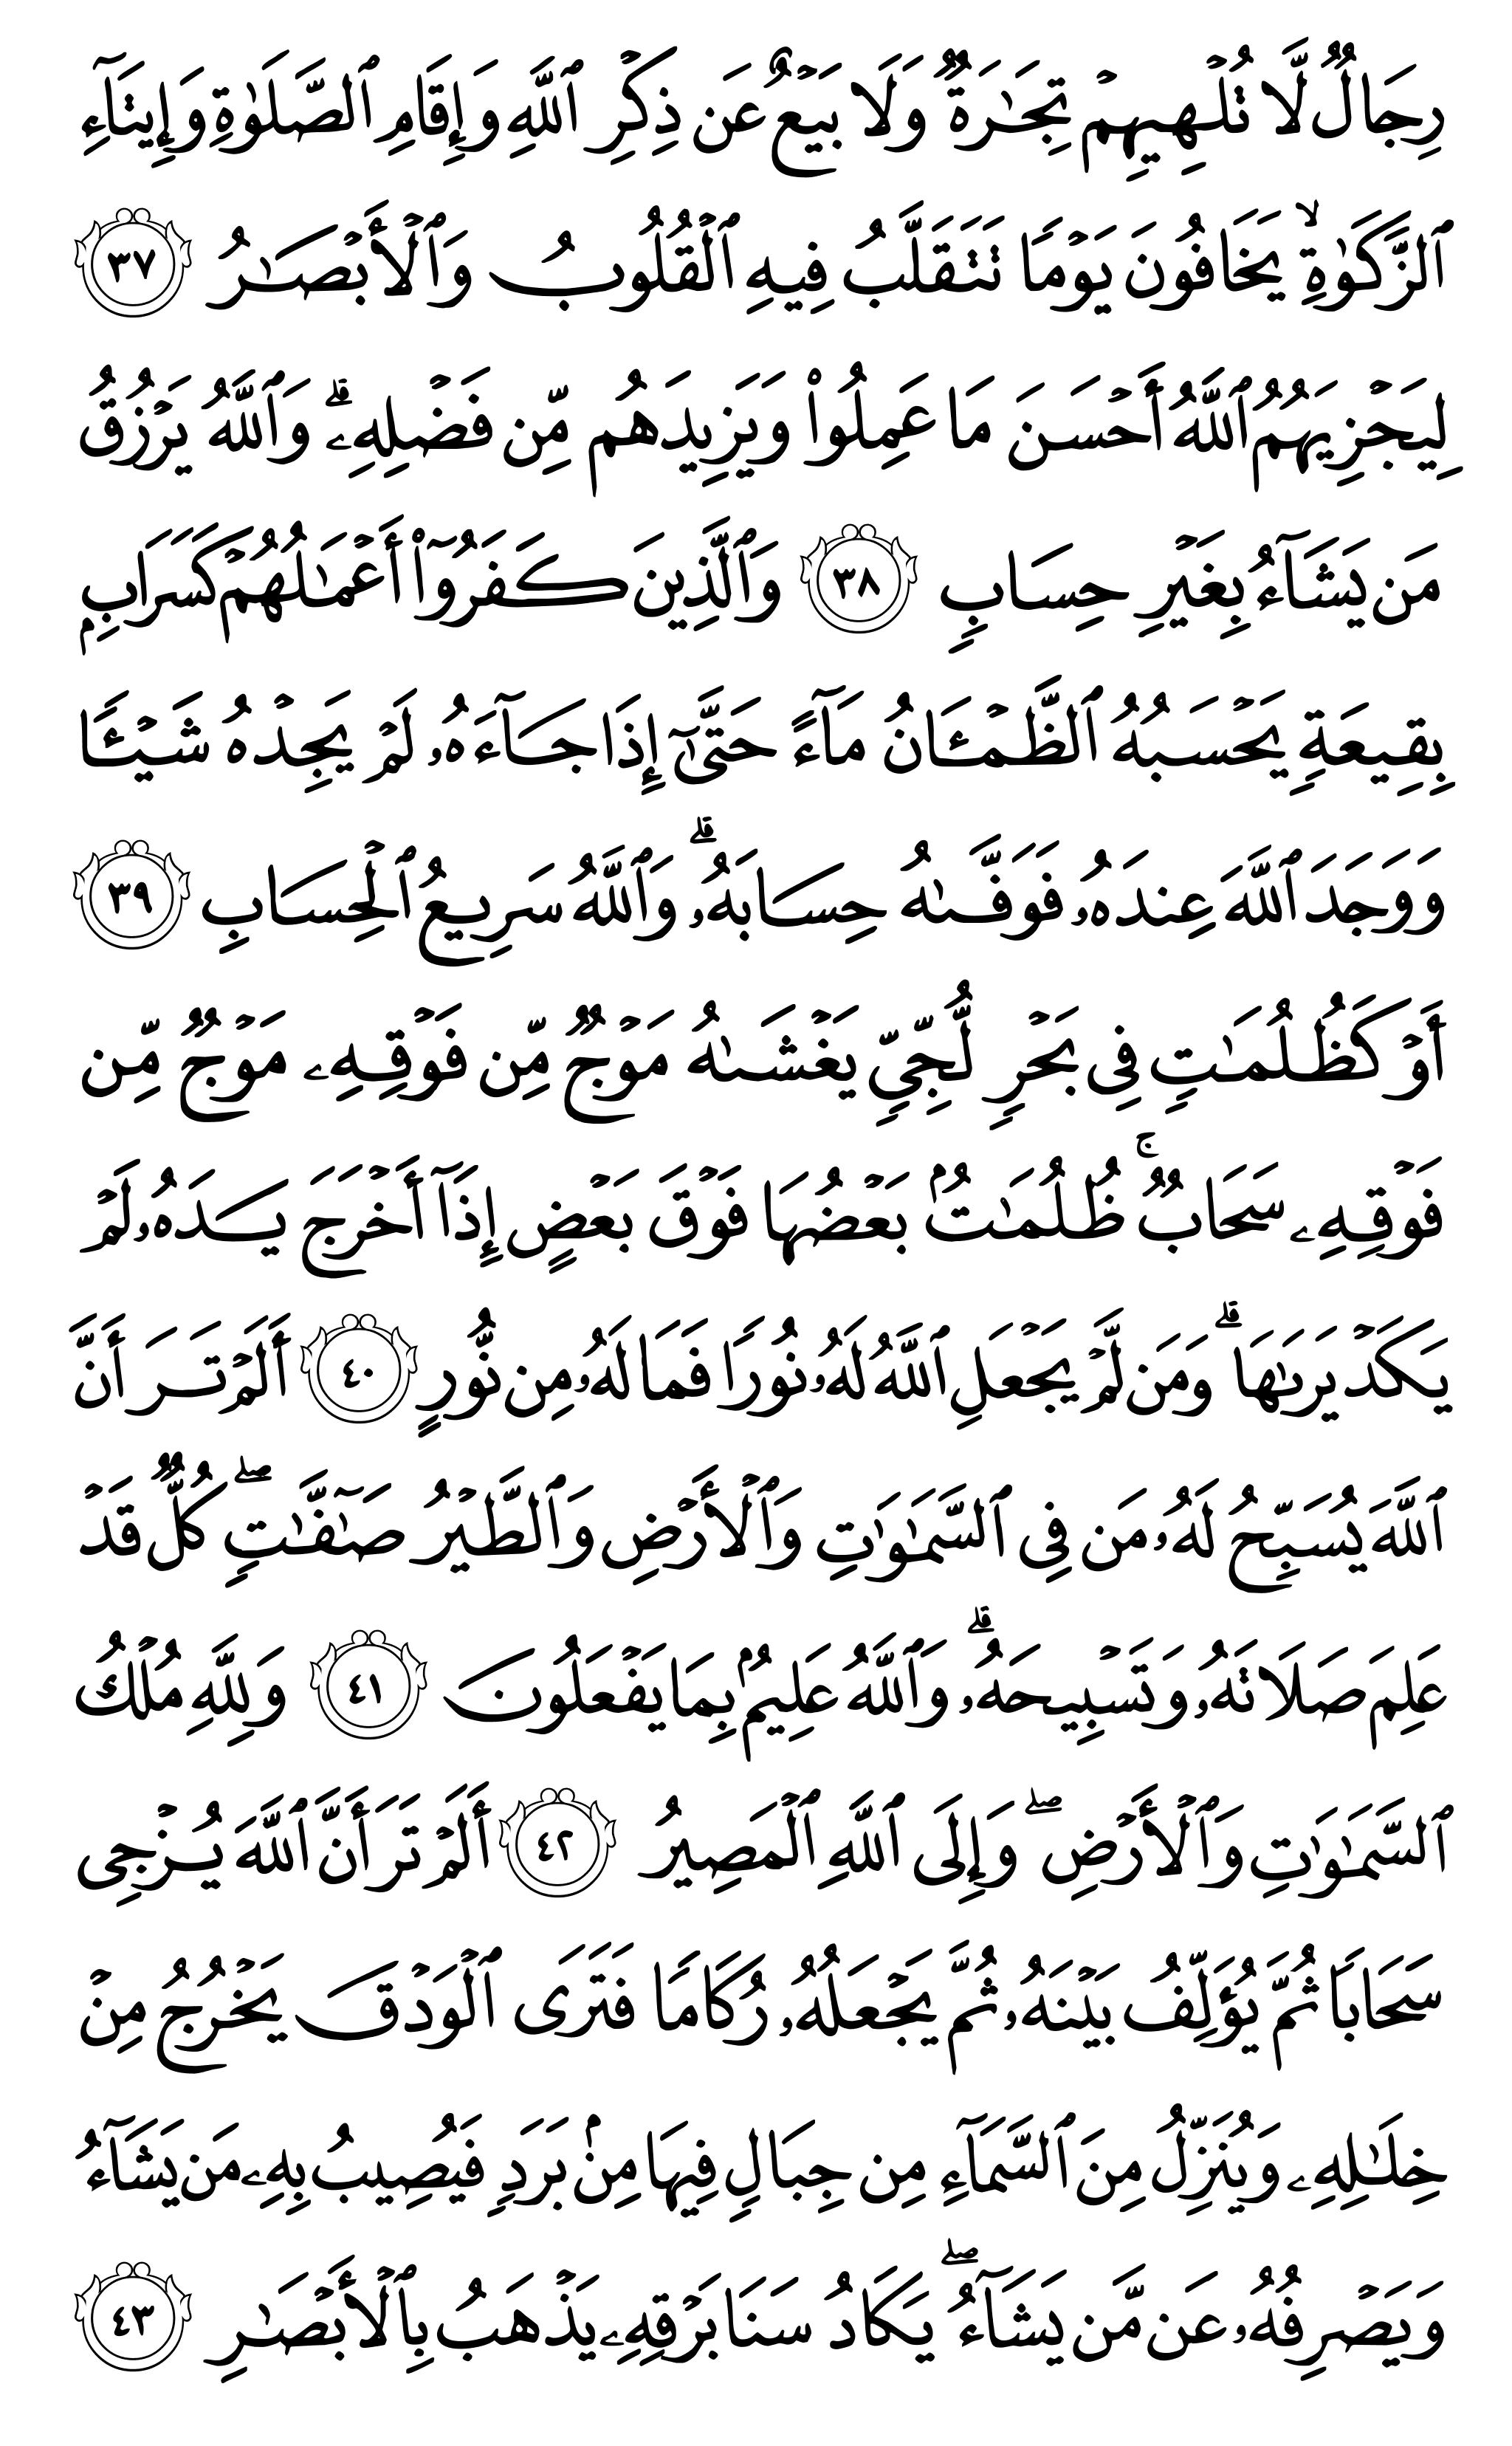 رِجَالٌ لَّا تُلْهِيهِمْ تِجَٰرَةٌ وَلَا بَيْعٌ عَن ذِكْرِ ٱللَّهِ وَإِقَامِ ٱلصَّلَوٰةِ وَإِيتَآءِ
ٱلزَّكَوٰةِ ۙ يَخَافُونَ يَوْمًا تَتَقَلَّبُ فِيهِ ٱلْقُلُوبُ وَٱلْأَبْصَٰرُ ٣٧
لِيَجْزِيَهُمُ ٱللَّهُ أَحْسَنَ مَا عَمِلُوا۟ وَيَزِيدَهُم مِّن فَضْلِهِۦ ۗ وَٱللَّهُ يَرْزُقُ
مَن يَشَآءُ بِغَيْرِ حِسَابٍ ٣٨ وَٱلَّذِينَ كَفَرُوٓا۟ أَعْمَٰلُهُمْ كَسَرَابٍۭ
بِقِيعَةٍ يَحْسَبُهُ ٱلظَّمْـَٔانُ مَآءً حَتَّىٰٓ إِذَا جَآءَهُۥ لَمْ يَجِدْهُ شَيْـًٔا
وَوَجَدَ ٱللَّهَ عِندَهُۥ فَوَفَّىٰهُ حِسَابَهُۥ ۗ وَٱللَّهُ سَرِيعُ ٱلْحِسَابِ ٣٩
أَوْ كَظُلُمَٰتٍ فِى بَحْرٍ لُّجِّىٍّ يَغْشَىٰهُ مَوْجٌ مِّن فَوْقِهِۦ مَوْجٌ مِّن
فَوْقِهِۦ سَحَابٌ ۚ ظُلُمَٰتٌۢ بَعْضُهَا فَوْقَ بَعْضٍ إِذَآ أَخْرَجَ يَدَهُۥ لَمْ
يَكَدْ يَرَىٰهَا ۗ وَمَن لَّمْ يَجْعَلِ ٱللَّهُ لَهُۥ نُورًا فَمَا لَهُۥ مِن نُّورٍ ٤٠ أَلَمْ تَرَ أَنَّ
ٱللَّهَ يُسَبِّحُ لَهُۥ مَن فِى ٱلسَّمَٰوَٰتِ وَٱلْأَرْضِ وَٱلطَّيْرُ صَٰٓفَّٰتٍ ۖ كُلٌّ قَدْ
عَلِمَ صَلَاتَهُۥ وَتَسْبِيحَهُۥ ۗ وَٱللَّهُ عَلِيمٌۢ بِمَا يَفْعَلُونَ ٤١ وَلِلَّهِ مُلْكُ
ٱلسَّمَٰوَٰتِ وَٱلْأَرْضِ ۖ وَإِلَى ٱللَّهِ ٱلْمَصِيرُ ٤٢ أَلَمْ تَرَ أَنَّ ٱللَّهَ يُزْجِى
سَحَابًا ثُمَّ يُؤَلِّفُ بَيْنَهُۥ ثُمَّ يَجْعَلُهُۥ رُكَامًا فَتَرَى ٱلْوَدْقَ يَخْرُجُ مِنْ
خِلَٰلِهِۦ وَيُنَزِّلُ مِنَ ٱلسَّمَآءِ مِن جِبَالٍ فِيهَا مِنۢ بَرَدٍ فَيُصِيبُ بِهِۦ مَن يَشَآءُ
وَيَصْرِفُهُۥ عَن مَّن يَشَآءُ ۖ يَكَادُ سَنَا بَرْقِهِۦ يَذْهَبُ بِٱلْأَبْصَٰرِ ٤٣